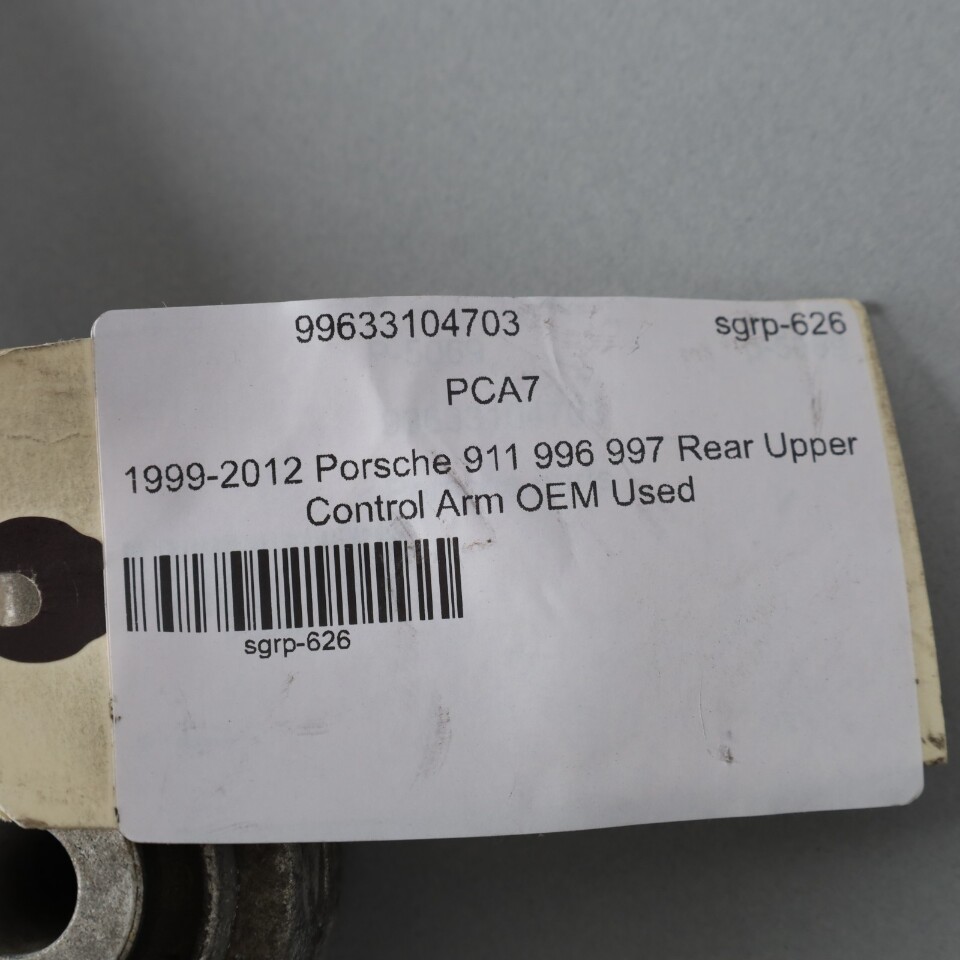 99633104703 sgrp-626
PCA7
1999-2012 Porsche 911 996 997 Rear Upper
Control Arm OEM Used
sgrp-626